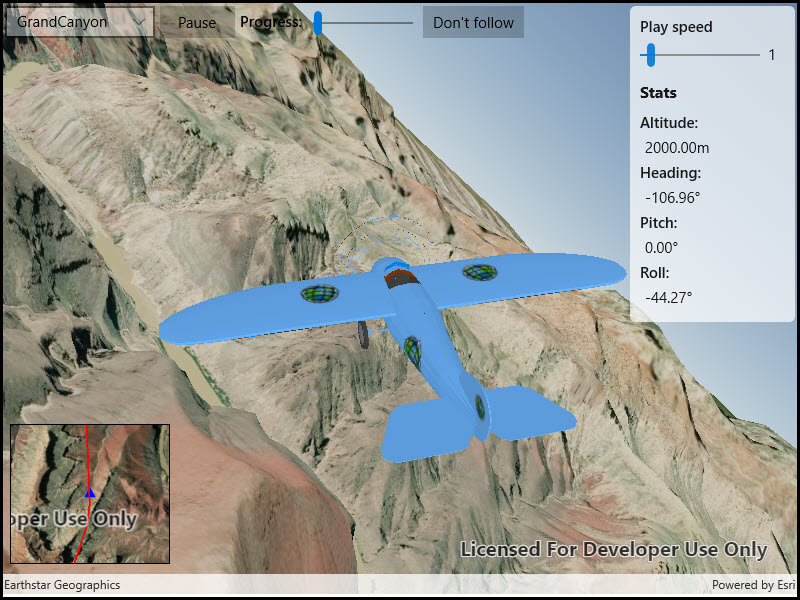 GrandCanyon
Pause
Progress:
Don't follow
Play speed
1
Stats
Altitude:
2000.00m
Heading:
-106.96°
Pitch:
0.00°
Roll:
-44.27°
oper Use Only
Licensed For Developer Use Only
Earthstar Geographics
Powered by Esri